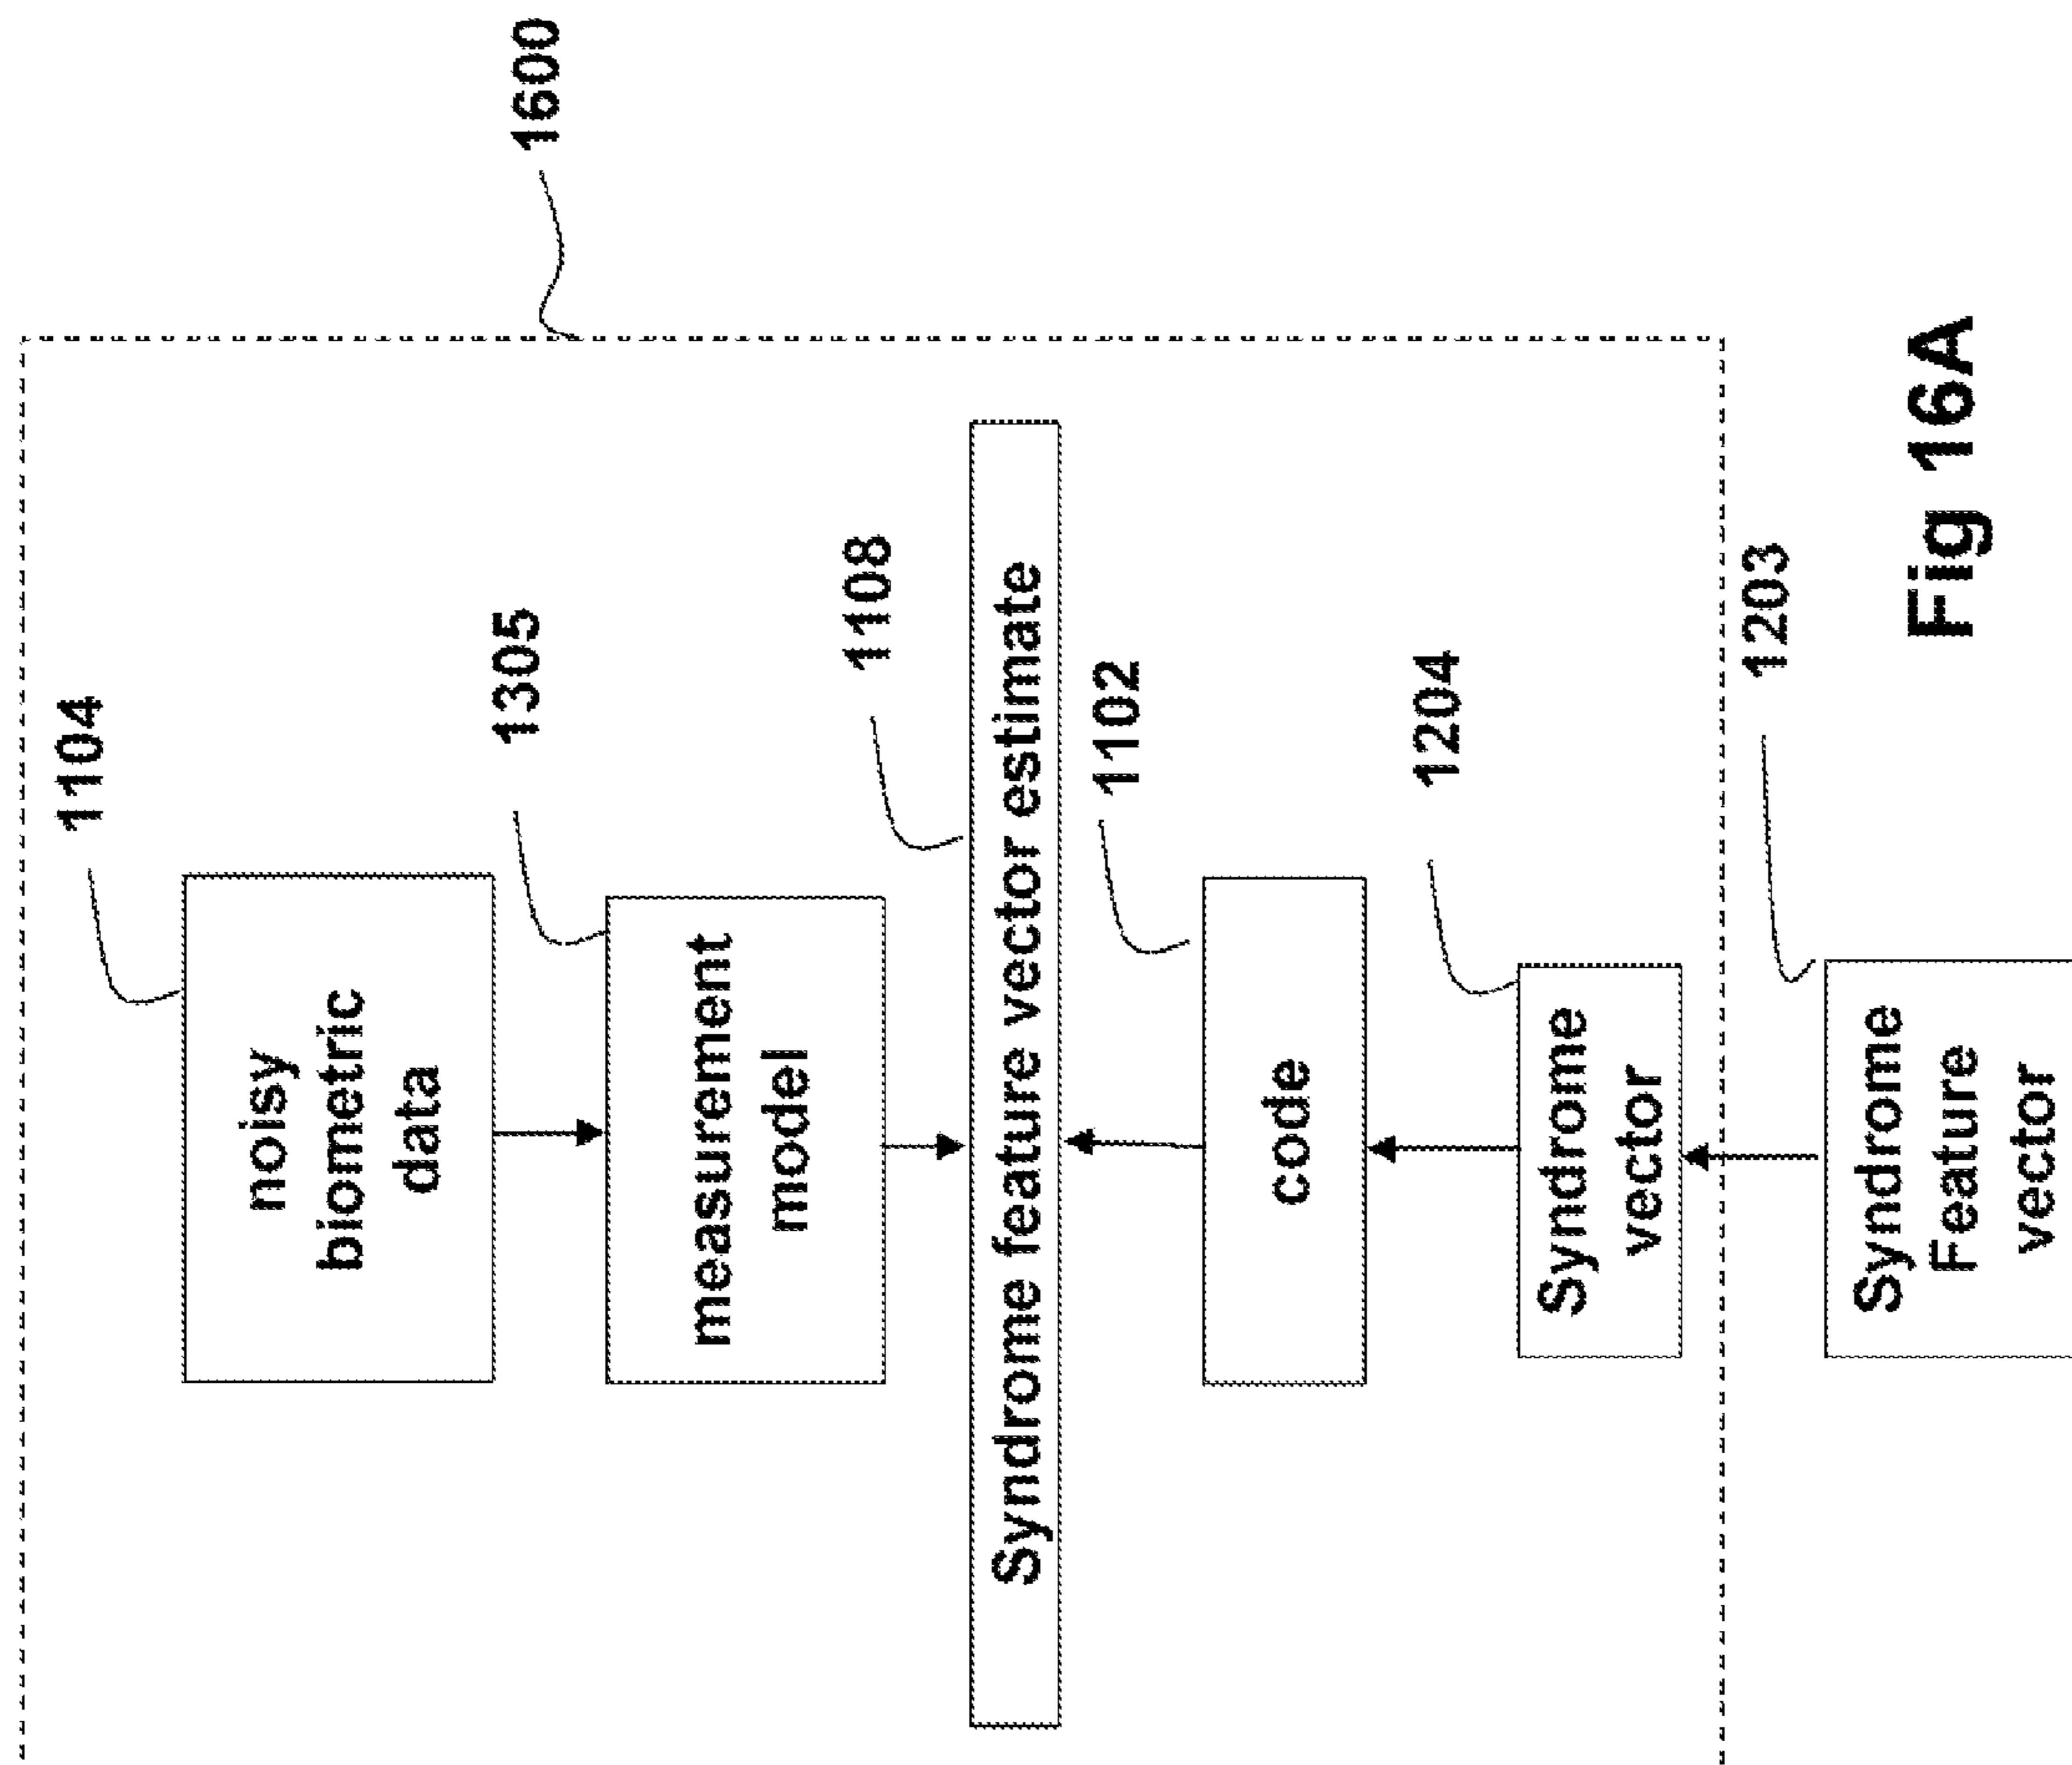 1600
1104
noisy
biometric
data
1305
measurement
model
1108
Syndrome feature vector estimate
1102
code
1204
Syndrome
vector
1203
Syndrome
Feature
vector
Fig 16A